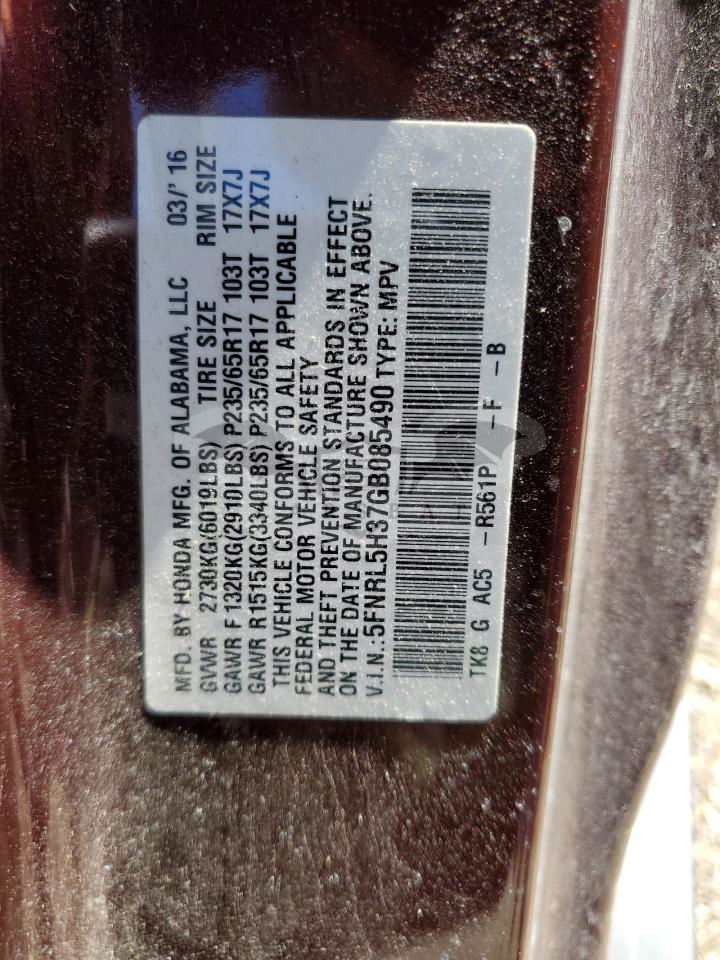 MFD. BY HONDA MFG. OF ALABAMA, LLC 03/'16
GVWR 2730KG(6019LBS) TIRE SIZE RIM SIZE
GAWR F 1320KG(2910LBS) P235/65R17 103T 17X7J
GAWR R1515KG(3340LBS) P235/65R17 103T 17X7J
THIS VEHICLE CONFORMS TO ALL APPLICABLE
FEDERAL MOTOR VEHICLE SAFETY
AND THEFT PREVENTION STANDARDS IN EFFECT
ON THE DATE OF MANUFACTURE SHOWN ABOVE.
V.I.N.:5FNRL5H37GB085490 TYPE: MPV
TK8 G AC5 -R561P -F -B